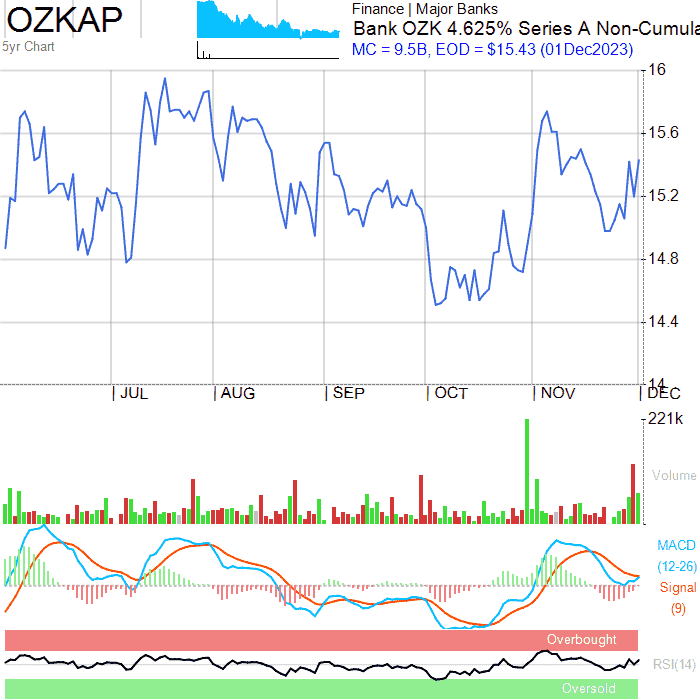 OZKAP
5yr Chart
Finance | Major Banks
Bank OZK 4.625% Series A Non-Cumula
MC = 9.5B, EOD = $15.43 (01Dec2023)
16
15.6
15.2
14.8
14.4
14
JUL AUG SEP OCT NOV DEC
221k
Volume
MACD
(12-26)
Signal
(9)
Overbought
RSI(14)
Oversold